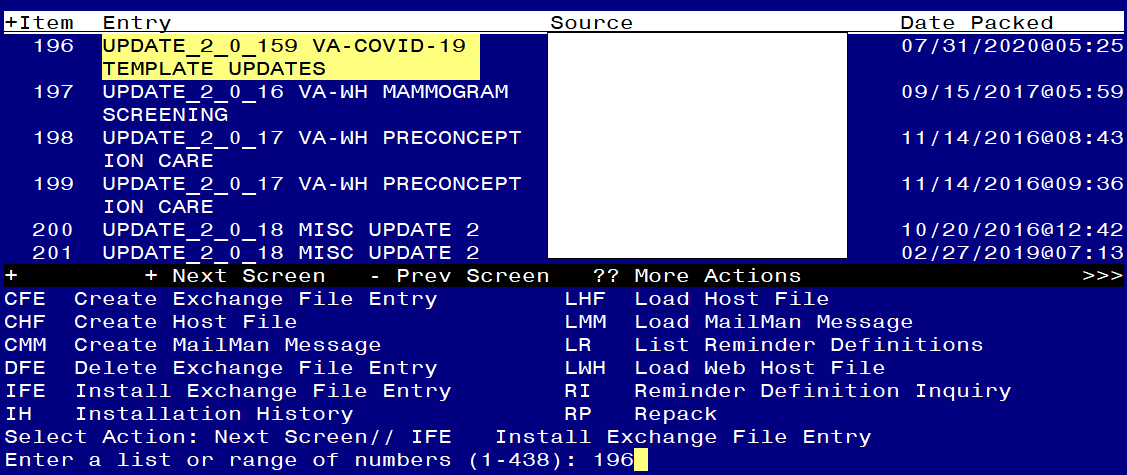 +Item Entry Source Date Packed
196 UPDATE_2_0_159 VA-COVID-19 07/31/2020@05:25
TEMPLATE UPDATES
197 UPDATE_2_0_16 VA-WH MAMMOGRAM 09/15/2017@05:59
SCREENING
198 UPDATE_2_0_17 VA-WH PRECONCEPT 11/14/2016@08:43
ION CARE
199 UPDATE_2_0_17 VA-WH PRECONCEPT 11/14/2016@09:36
ION CARE
200 UPDATE_2_0_18 MISC UPDATE 2 10/20/2016@12:42
201 UPDATE_2_0_18 MISC UPDATE 2 02/27/2019@07:13
+ + Next Screen - Prev Screen ?? More Actions >>>
CFE Create Exchange File Entry LHF Load Host File
CHF Create Host File LMM Load MailMan Message
CMM Create MailMan Message LR List Reminder Definitions
DFE Delete Exchange File Entry LWH Load Web Host File
IFE Install Exchange File Entry RI Reminder Definition Inquiry
IH Installation History RP Repack
Select Action: Next Screen// IFE Install Exchange File Entry
Enter a list or range of numbers (1-438): 196